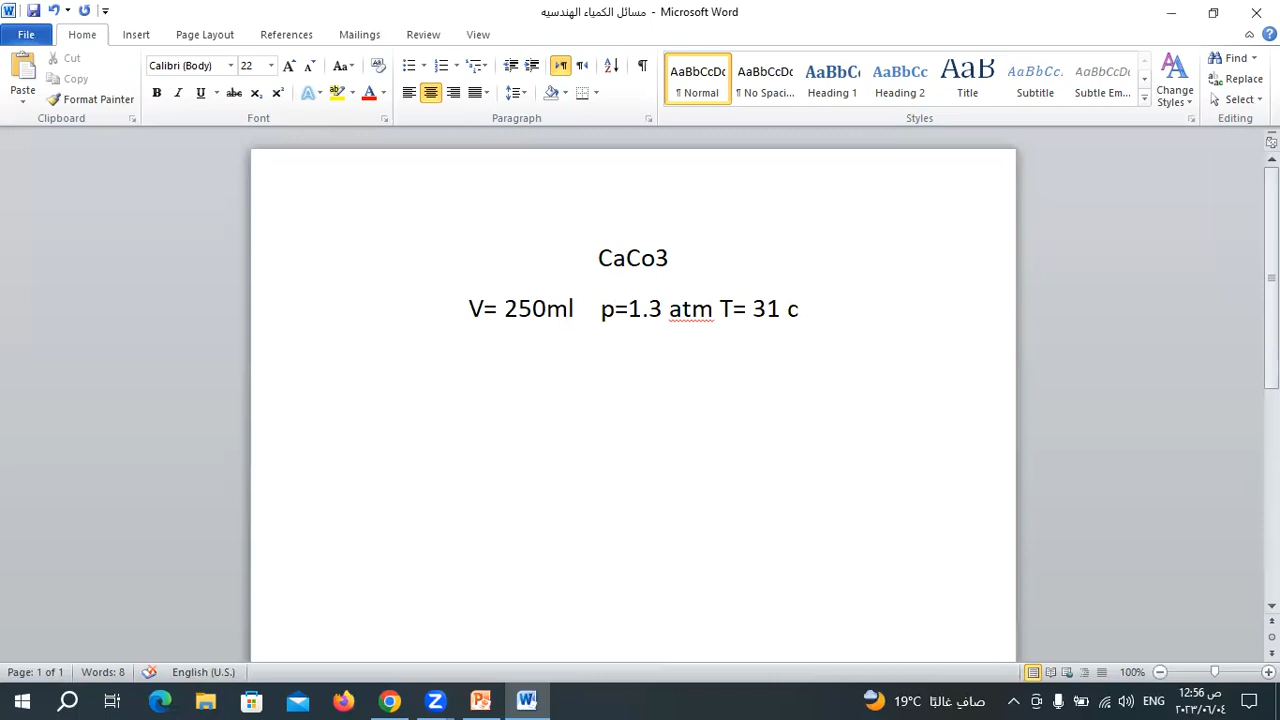 مسائل الكمياء الهندسيه - Microsoft Word
File Home Insert Page Layout References Mailings Review View
Paste Cut Copy Format Painter Clipboard
Calibri (Body) 22 Font
Paragraph
AaBbCcDc ¶ Normal AaBbCcDc ¶ No Spaci... AaBbCc Heading 1 AaBbCc Heading 2 AaB Title AaBbCc. Subtitle AaBbCcDc Subtle Em... Change Styles Styles
Find Replace Select Editing
CaCo3
V= 250ml p=1.3 atm T= 31 c
Page: 1 of 1 Words: 8 English (U.S.) 100%
19°C صافٍ غالبًا ENG 12:56 ص
٢٠٢٣/٠٦/٠٤